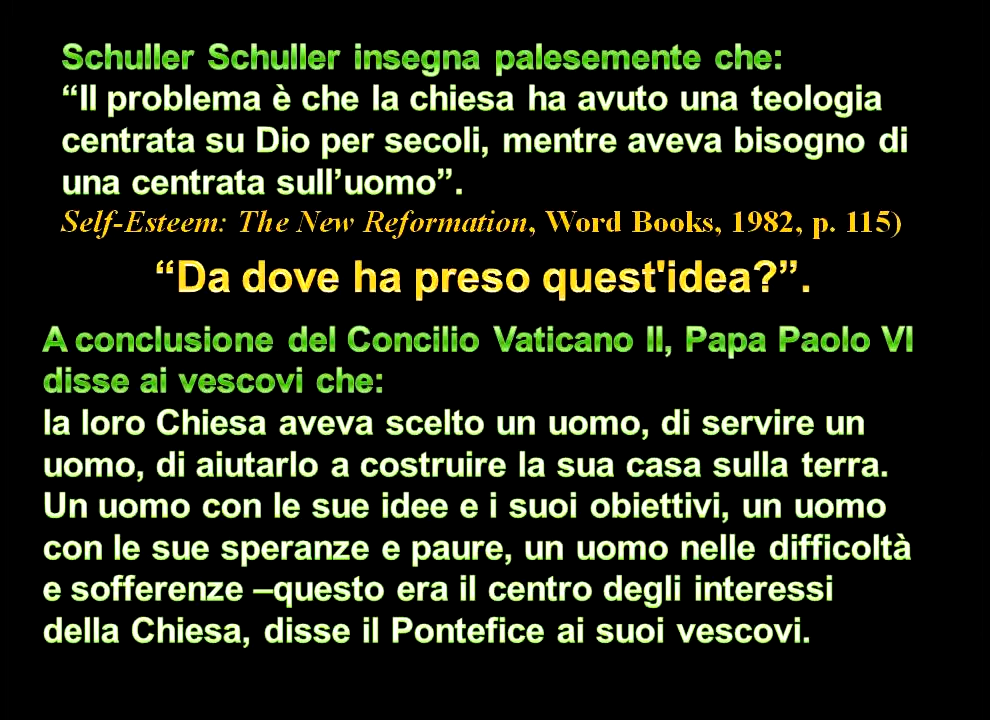 Schuller Schuller insegna palesemente che:
“Il problema è che la chiesa ha avuto una teologia
centrata su Dio per secoli, mentre aveva bisogno di
una centrata sull’uomo”.
Self-Esteem: The New Reformation, Word Books, 1982, p. 115)
“Da dove ha preso quest'idea?”.
A conclusione del Concilio Vaticano II, Papa Paolo VI
disse ai vescovi che:
la loro Chiesa aveva scelto un uomo, di servire un
uomo, di aiutarlo a costruire la sua casa sulla terra.
Un uomo con le sue idee e i suoi obiettivi, un uomo
con le sue speranze e paure, un uomo nelle difficoltà
e sofferenze –questo era il centro degli interessi
della Chiesa, disse il Pontefice ai suoi vescovi.